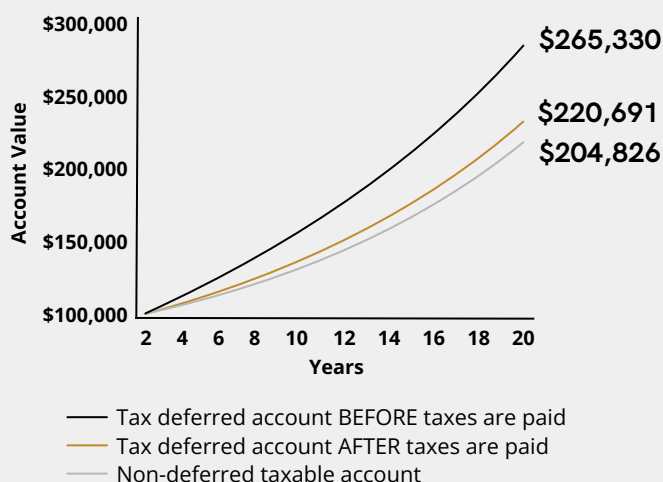 $300,000
$265,330
$250,000
$220,691
$204,826
$200,000
$150,000
$100,000
Account Value
2 4 6 8 10 12 14 16 18 20
Years
Tax deferred account BEFORE taxes are paid
Tax deferred account AFTER taxes are paid
Non-deferred taxable account